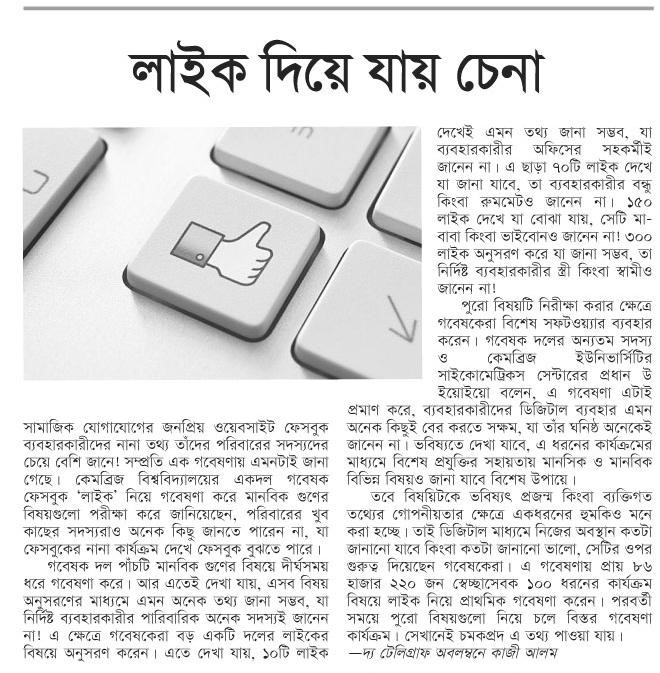 লাইক দিয়ে যায় চেনা
সামাজিক যোগাযোগের জনপ্রিয় ওয়েবসাইট ফেসবুক
ব্যবহারকারীদের নানা তথ্য তাঁদের পরিবারের সদস্যদের
চেয়ে বেশি জানে! সম্প্রতি এক গবেষণায় এমনটাই জানা
গেছে। কেমব্রিজ বিশ্ববিদ্যালয়ের একদল গবেষক
ফেসবুক ‘লাইক’ নিয়ে গবেষণা করে মানবিক গুণের
বিষয়গুলো পরীক্ষা করে জানিয়েছেন, পরিবারের খুব
কাছের সদস্যরাও অনেক কিছু জানতে পারেন না, যা
ফেসবুকের নানা কার্যক্রম দেখে ফেসবুক বুঝতে পারে।
গবেষক দল পাঁচটি মানবিক গুণের বিষয়ে দীর্ঘসময়
ধরে গবেষণা করে। আর এতেই দেখা যায়, এসব বিষয়
অনুসরণের মাধ্যমে এমন অনেক তথ্য জানা সম্ভব, যা
নির্দিষ্ট ব্যবহারকারীর পারিবারিক অনেক সদস্যই জানেন
না! এ ক্ষেত্রে গবেষকেরা বড় একটি দলের লাইকের
বিষয়ে অনুসরণ করেন। এতে দেখা যায়, ১০টি লাইক
দেখেই এমন তথ্য জানা সম্ভব, যা
ব্যবহারকারীর অফিসের সহকর্মীই
জানেন না। এ ছাড়া ৭০টি লাইক দেখে
যা জানা যাবে, তা ব্যবহারকারীর বন্ধু
কিংবা রুমমেটও জানেন না। ১৫০
লাইক দেখে যা বোঝা যায়, সেটি মা-
বাবা কিংবা ভাইবোনও জানেন না! ৩০০
লাইক অনুসরণ করে যা জানা সম্ভব, তা
নির্দিষ্ট ব্যবহারকারীর স্ত্রী কিংবা স্বামীও
জানেন না!
পুরো বিষয়টি নিরীক্ষা করার ক্ষেত্রে
গবেষকেরা বিশেষ সফটওয়্যার ব্যবহার
করেন। গবেষক দলের অন্যতম সদস্য
ও কেমব্রিজ ইউনিভার্সিটির
সাইকোমেট্রিকস সেন্টারের প্রধান উ
ইয়োইয়ো বলেন, এ গবেষণা এটাই
প্রমাণ করে, ব্যবহারকারীদের ডিজিটাল ব্যবহার এমন
অনেক কিছুই বের করতে সক্ষম, যা তাঁর ঘনিষ্ঠ অনেকেই
জানেন না। ভবিষ্যতে দেখা যাবে, এ ধরনের কার্যক্রমের
মাধ্যমে বিশেষ প্রযুক্তির সহায়তায় মানসিক ও মানবিক
বিভিন্ন বিষয়ও জানা যাবে বিশেষ উপায়ে।
তবে বিষয়িটকে ভবিষ্যৎ প্রজন্ম কিংবা ব্যক্তিগত
তথ্যের গোপনীয়তার ক্ষেত্রে একধরনের হুমকিও মনে
করা হচ্ছে। তাই ডিজিটাল মাধ্যমে নিজের অবস্থান কতটা
জানানো যাবে কিংবা কতটা জানানো ভালো, সেটির ওপর
গুরুত্ব দিয়েছেন গবেষকেরা। এ গবেষণায় প্রায় ৮৬
হাজার ২২০ জন স্বেচ্ছাসেবক ১০০ ধরনের কার্যক্রম
বিষয়ে লাইক নিয়ে প্রাথমিক গবেষণা করেন। পরবর্তী
সময়ে পুরো বিষয়গুলো নিয়ে চলে বিস্তর গবেষণা
কার্যক্রম। সেখানেই চমকপ্রদ এ তথ্য পাওয়া যায়।
—দ্য টেলিগ্রাফ অবলম্বনে কাজী আলম